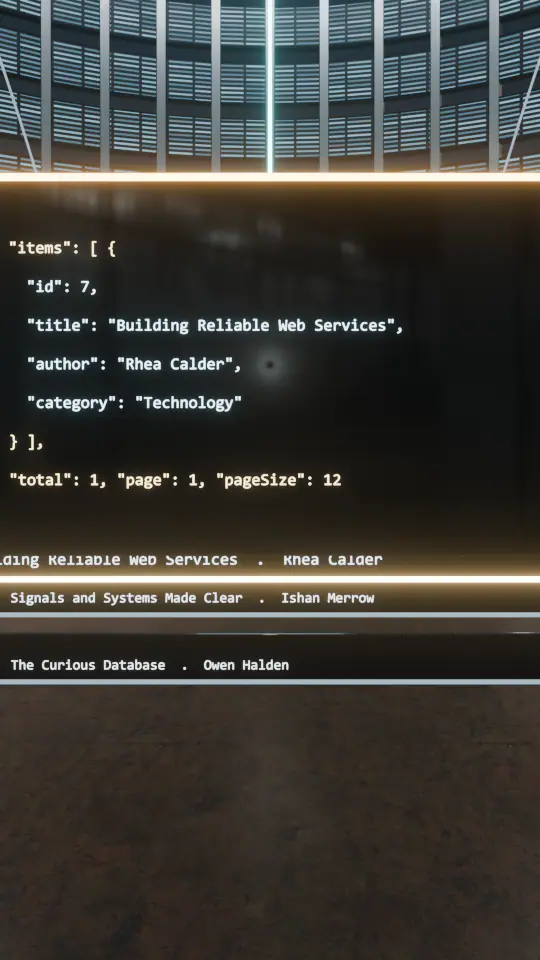 "items": [ {
"id": 7,
"title": "Building Reliable Web Services",
"author": "Rhea Calder",
"category": "Technology"
} ],
"total": 1, "page": 1, "pageSize": 12
ding Reliable Web Services . Rhea Calder
Signals and Systems Made Clear . Ishan Merrow
The Curious Database . Owen Halden